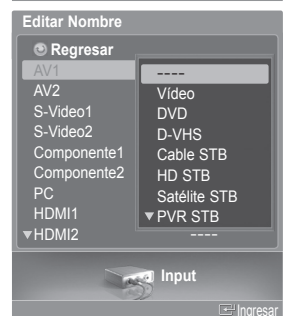 Editar Nombre
Regresar
AV1
AV2
S-Video1
S-Video2
Componente1
Componente2
PC
HDMI1
▼HDMI2
----
Vídeo
DVD
D-VHS
Cable STB
HD STB
Satélite STB
▼PVR STB
----
Input
Ingresar